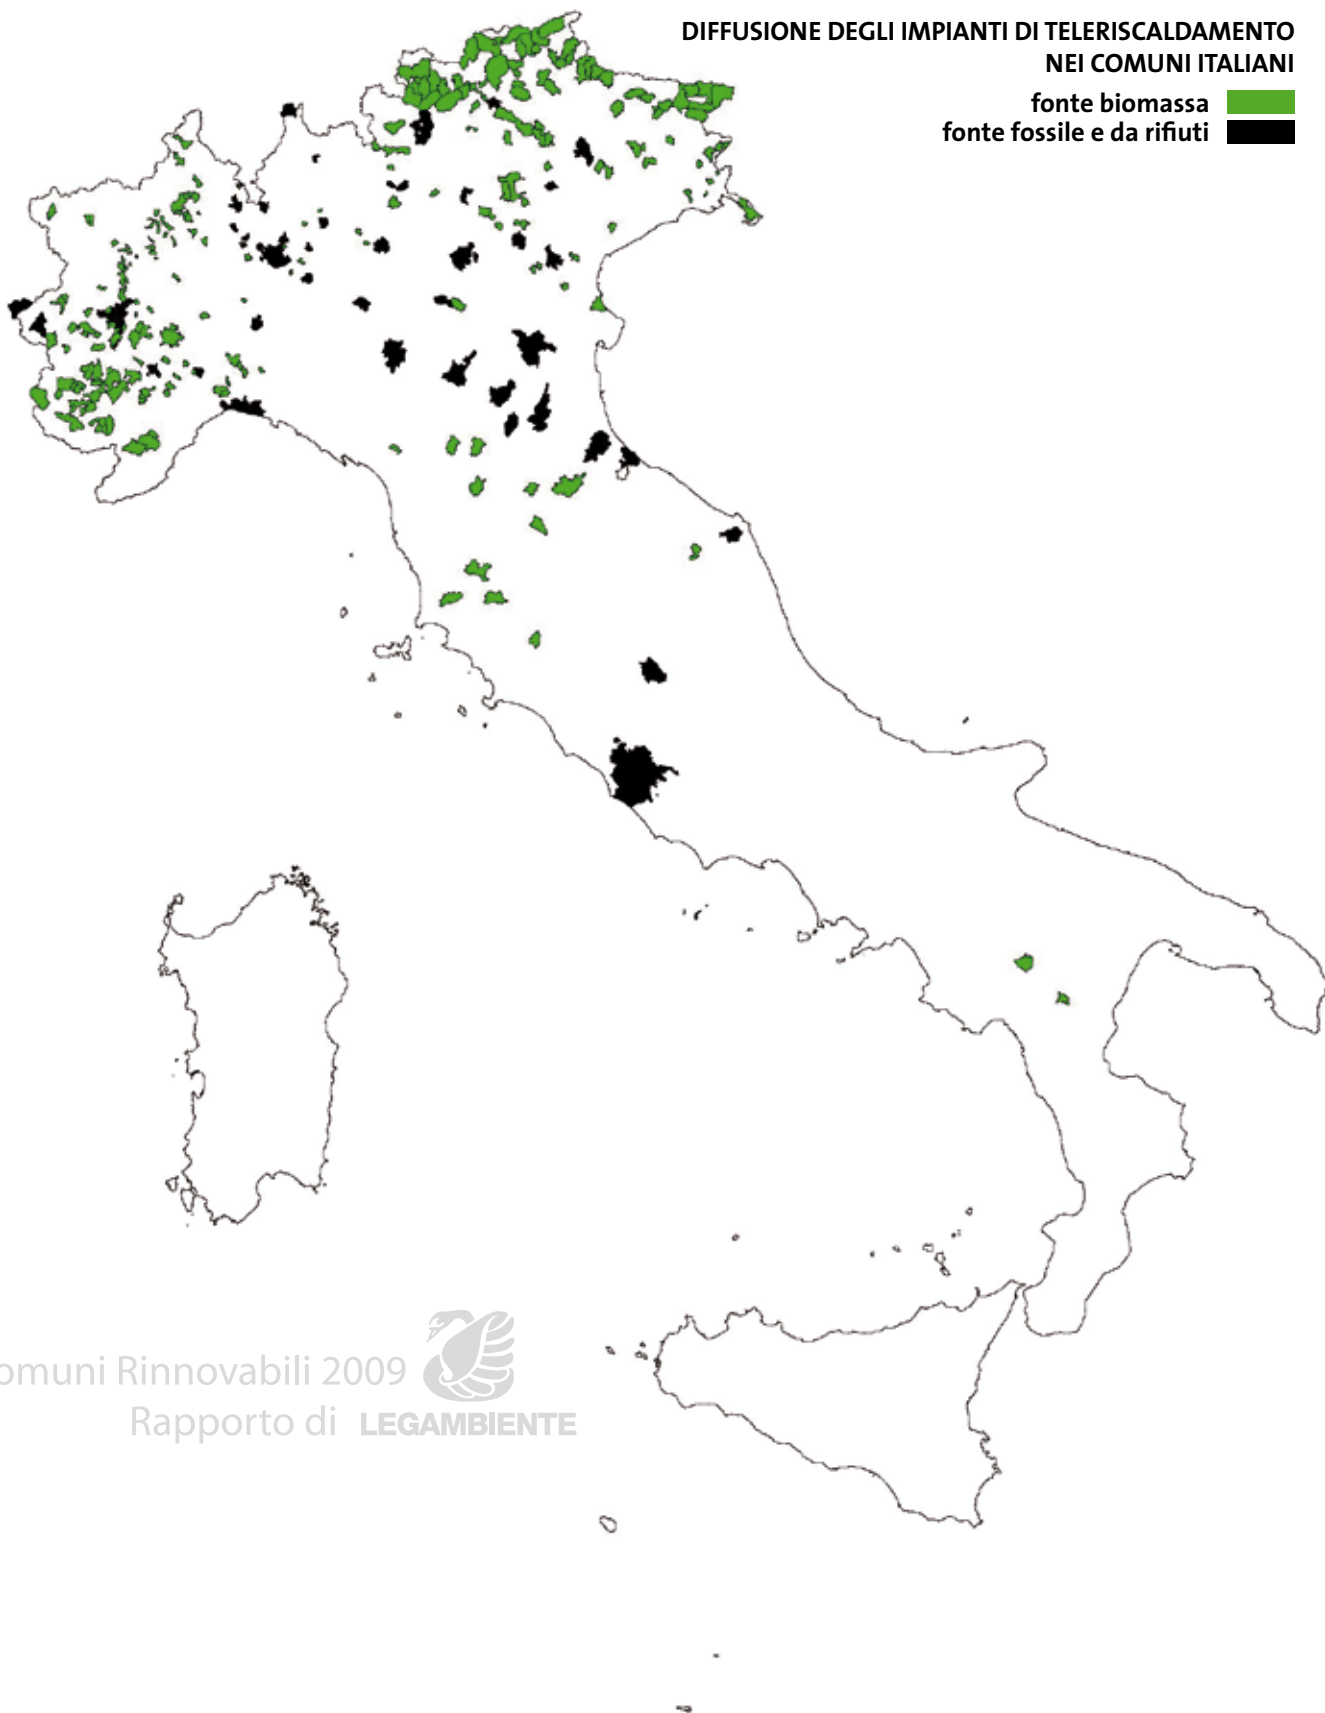 DIFFUSIONE DEGLI IMPIANTI DI TELERISCALDAMENTO
NEI COMUNI ITALIANI
fonte biomassa
fonte fossile e da rifiuti
omuni Rinnovabili 2009
Rapporto di LEGAMBIENTE